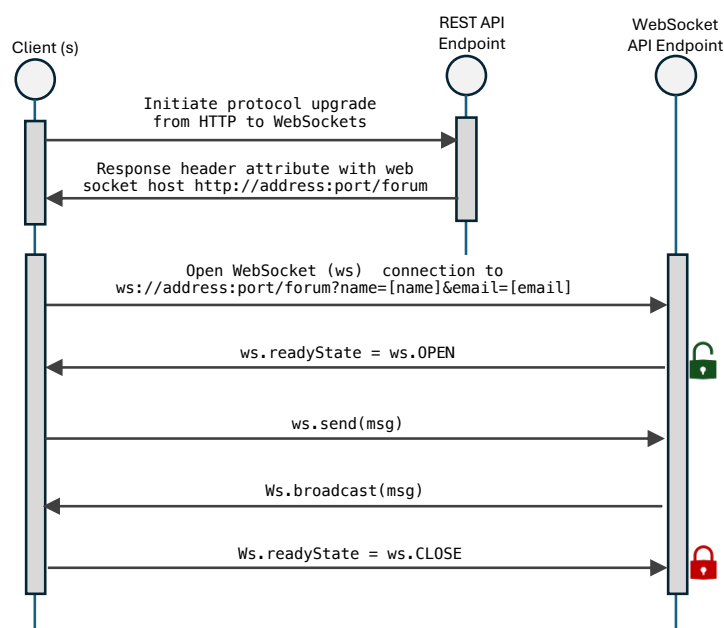 Client (s)
REST API
Endpoint
WebSocket
API Endpoint
Initiate protocol upgrade
from HTTP to WebSockets
Response header attribute with web
socket host http://address:port/forum
Open WebSocket (ws)  connection to
ws://address:port/forum?name=[name]&email=[email]
ws.readyState = ws.OPEN
ws.send(msg)
Ws.broadcast(msg)
Ws.readyState = ws.CLOSE